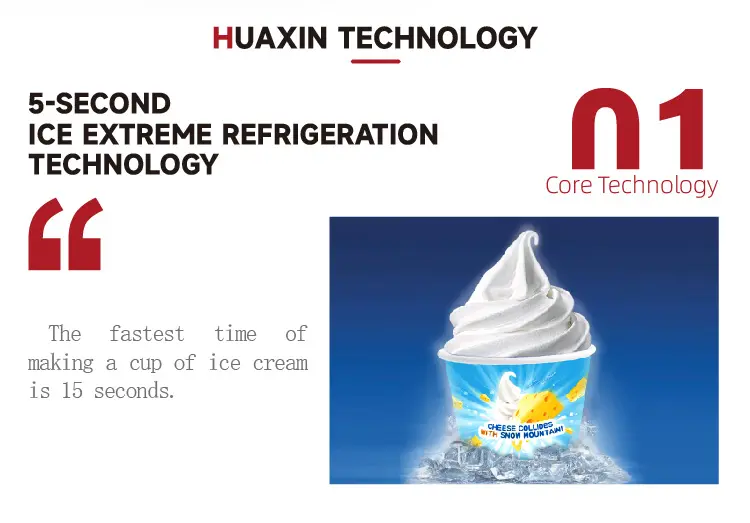 HUAXIN TECHNOLOGY
5-SECOND
ICE EXTREME REFRIGERATION
TECHNOLOGY
01
Core Technology
“
The fastest time of
making a cup of ice cream
is 15 seconds.
CHEESE COLLIDES
WITH SNOW MOUNTAIN!